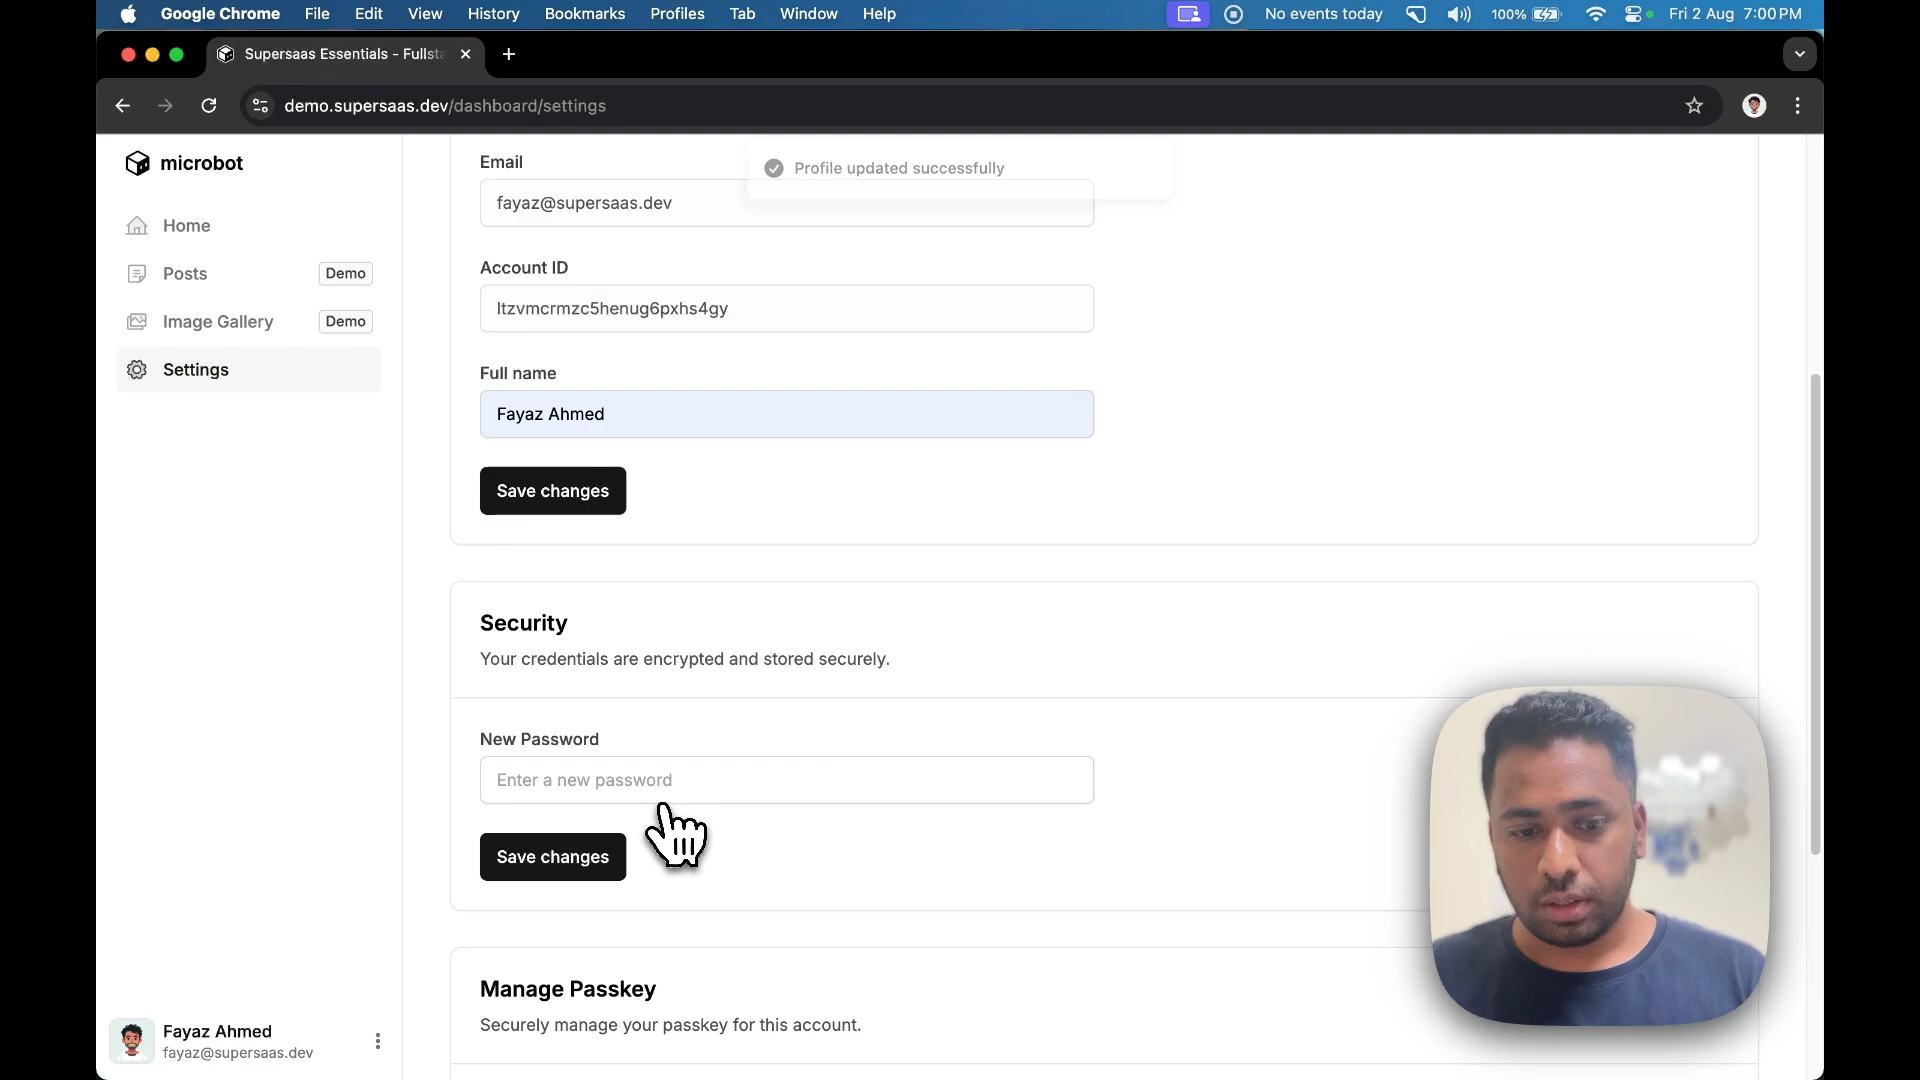 Google Chrome File Edit View History Bookmarks Profiles Tab Window Help No events today 100% Fri 2 Aug 7:00 PM
Supersaas Essentials - Fullsta
demo.supersaas.dev/dashboard/settings
microbot
Home
Posts Demo
Image Gallery Demo
Settings
Profile updated successfully
Email
fayaz@supersaas.dev
Account ID
ltzvmcrmzc5henug6pxhs4gy
Full name
Fayaz Ahmed
Save changes
Security
Your credentials are encrypted and stored securely.
New Password
Enter a new password
Save changes
Manage Passkey
Securely manage your passkey for this account.
Fayaz Ahmed
fayaz@supersaas.dev